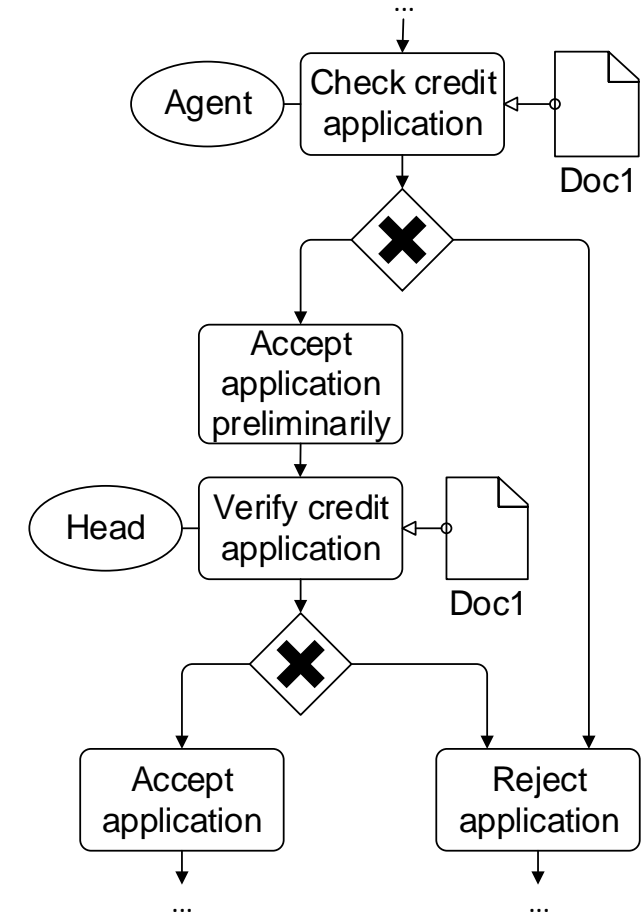 ...
Check credit
application
Agent
Doc1
Accept
application
preliminarily
Verify credit
application
Head
Doc1
Accept
application
Reject
application
...
...